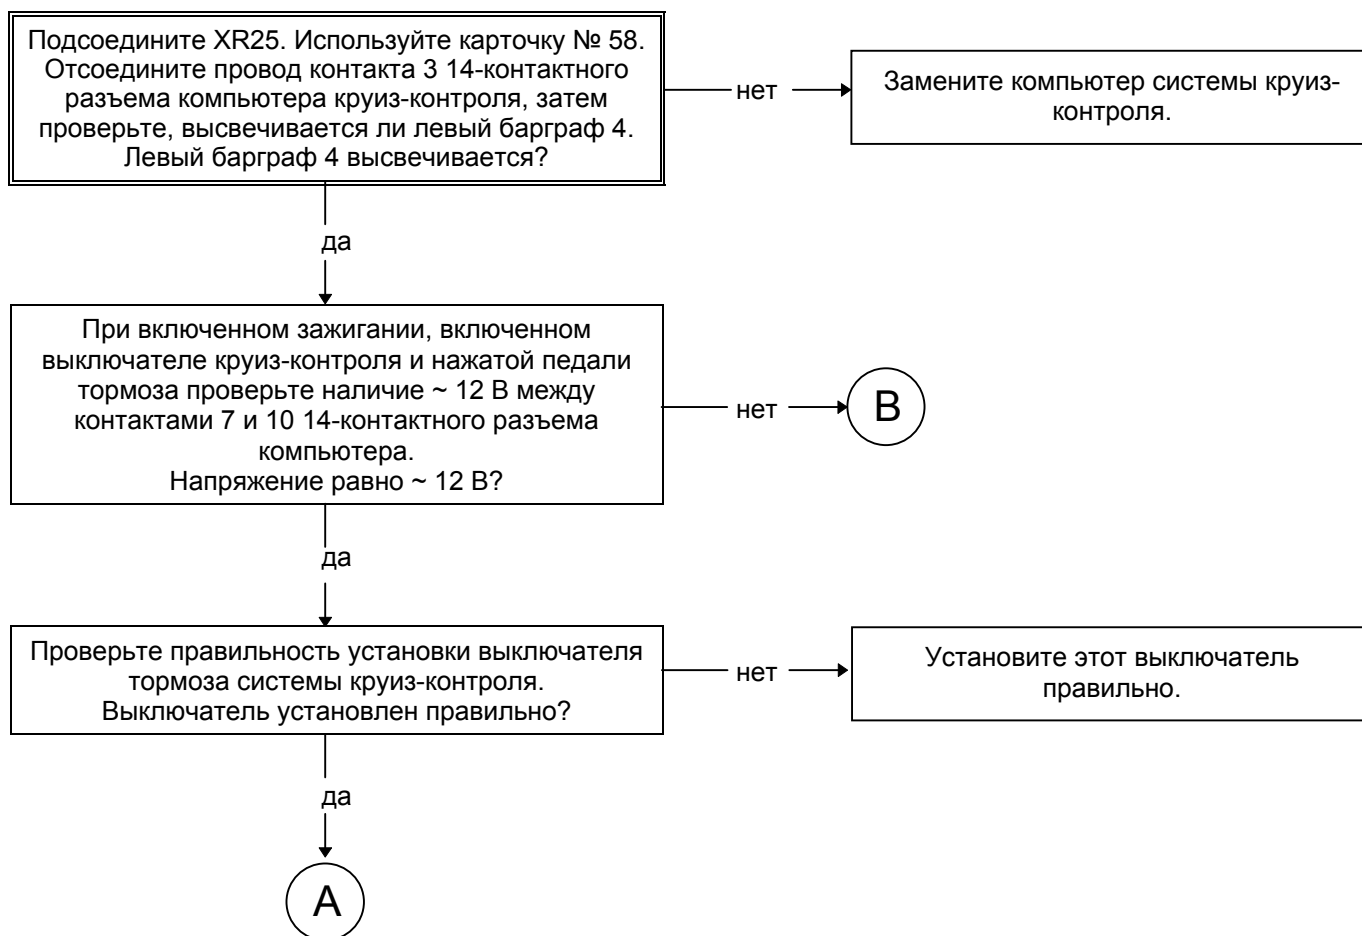 Подсоедините XR25. Используйте карточку № 58.
Отсоедините провод контакта 3 14-контактного
разъема компьютера круиз-контроля, затем
проверьте, высвечивается ли левый барграф 4.
Левый барграф 4 высвечивается?
нет
Замените компьютер системы круиз-
контроля.
да
При включенном зажигании, включенном
выключателе круиз-контроля и нажатой педали
тормоза проверьте наличие ~ 12 В между
контактами 7 и 10 14-контактного разъема
компьютера.
Напряжение равно ~ 12 В?
нет
B
да
Проверьте правильность установки выключателя
тормоза системы круиз-контроля.
Выключатель установлен правильно?
нет
Установите этот выключатель
правильно.
да
A